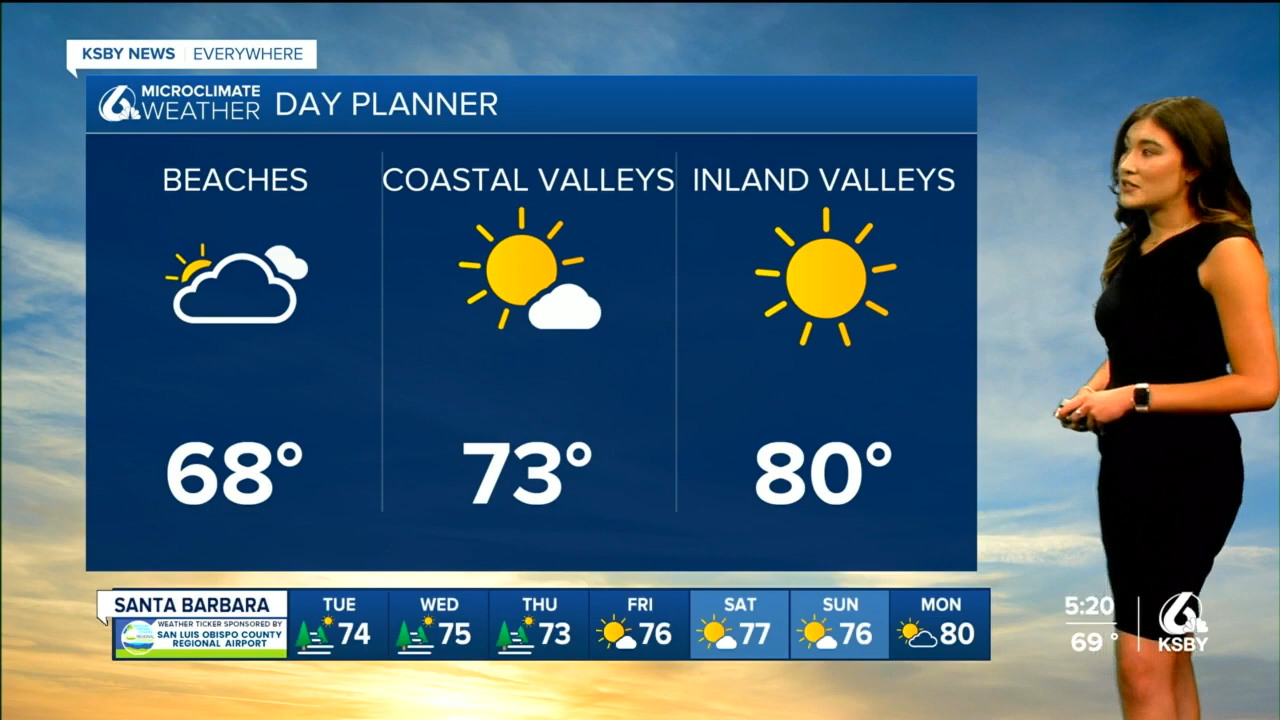 KSBY NEWS | EVERYWHERE
6 MICROCLIMATE
WEATHER
DAY PLANNER
BEACHES
COASTAL VALLEYS
INLAND VALLEYS
68°
73°
80°
SANTA BARBARA
WEATHER TICKER SPONSORED BY
SAN LUIS OBISPO COUNTY
REGIONAL AIRPORT
TUE
74
WED
75
THU
73
FRI
76
SAT
77
SUN
76
MON
80
5:20
69°
6
KSBY